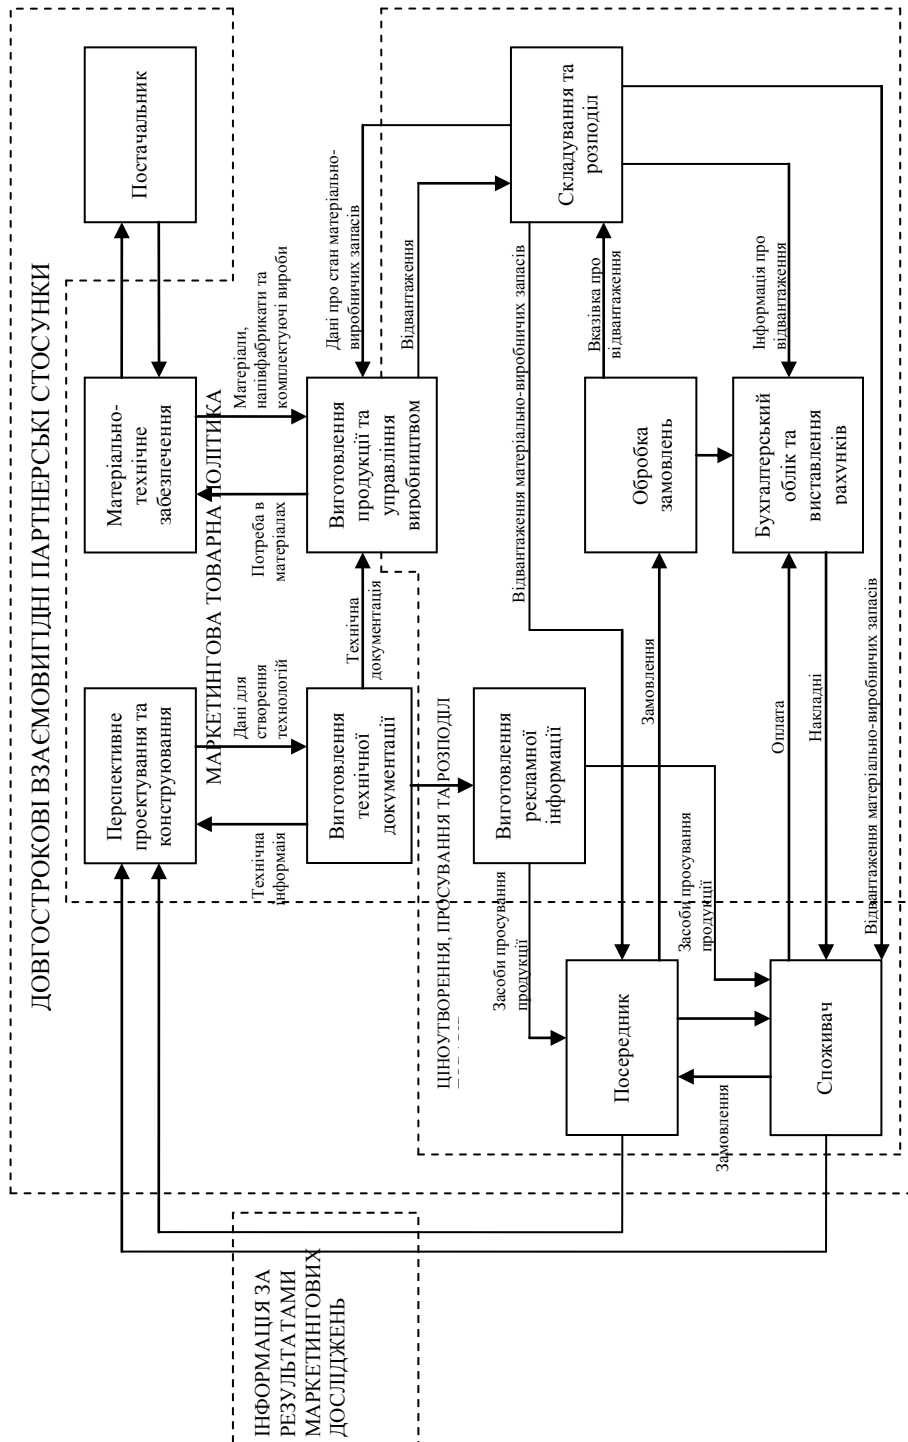 ДОВГОСТРОКОВІ ВЗАЄМОВИГІДНІ ПАРТНЕРСЬКІ СТОСУНКИ
ІНФОРМАЦІЯ ЗА
РЕЗУЛЬТАТАМИ
МАРКЕТИНГОВИХ
ДОСЛІДЖЕНЬ
Перспективне
проектування та
конструювання
Матеріально-
технічне
забезпечення
Постачальник
МАРКЕТИНГОВА ТОВАРНА ПОЛІТИКА
Технічна
інформаія
Дані для
створення
технологій
Потреба в
матеріалах
Матеріали,
напівфабрикати та
комплектуючі вироби
Виготовлення
технічної
документації
Технічна
документація
Виготовлення
продукції та
управління
виробництвом
Дані про стан матеріально-
виробничих запасів
Відвантаження
ЦІНОУТВОРЕННЯ, ПРОСУВАННЯ ТА РОЗПОДІЛ
Виготовлення
рекламної
інформації
Засоби просування
продукції
Відвантаження матеріально-виробничих запасів
Складування та
розподіл
Посередник
Замовлення
Обробка
замовлень
Вказівка про
відвантаження
Засоби просування
продукції
Замовлення
Інформація про
відвантаження
Бухгалтерський
облік та
виставлення
рахунків
Оплата
Накладні
Споживач
Відвантаження матеріально-виробничих запасів